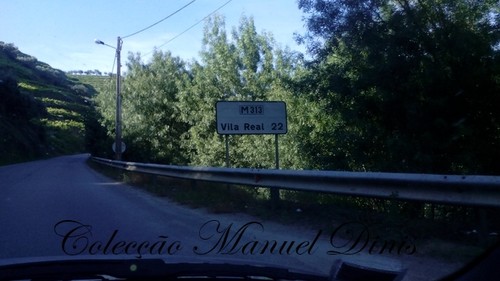 M313
Vila Real 22
Colecção Manuel Dinis